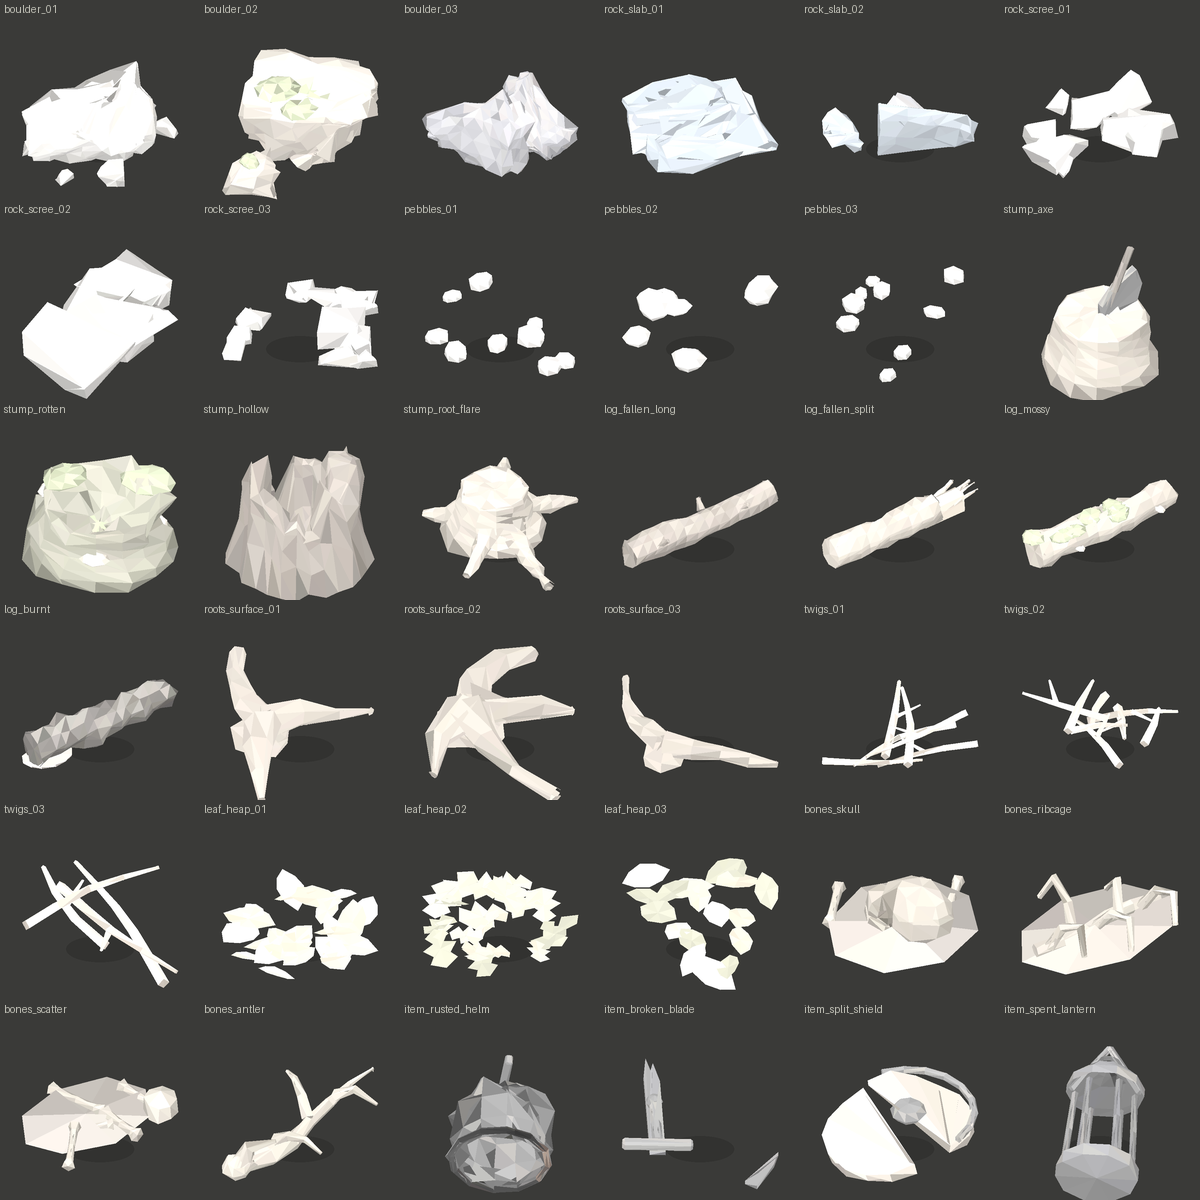 boulder_01
boulder_02
boulder_03
rock_slab_01
rock_slab_02
rock_scree_01
rock_scree_02
rock_scree_03
pebbles_01
pebbles_02
pebbles_03
stump_axe
stump_rotten
stump_hollow
stump_root_flare
log_fallen_long
log_fallen_split
log_mossy
log_burnt
roots_surface_01
roots_surface_02
roots_surface_03
twigs_01
twigs_02
twigs_03
leaf_heap_01
leaf_heap_02
leaf_heap_03
bones_skull
bones_ribcage
bones_scatter
bones_antler
item_rusted_helm
item_broken_blade
item_split_shield
item_spent_lantern